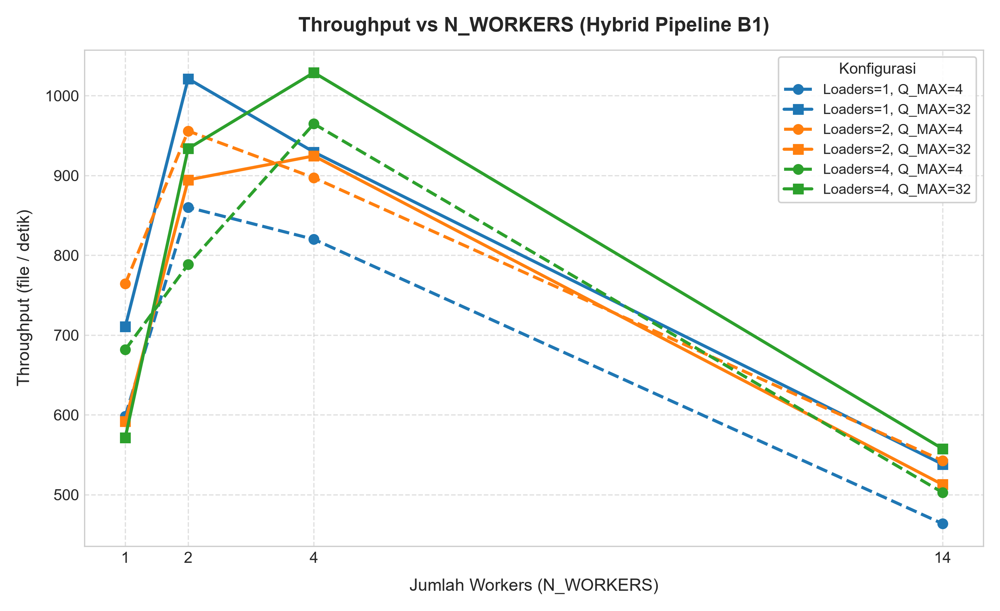 Throughput vs N_WORKERS (Hybrid Pipeline B1)
Konfigurasi
Loaders=1, Q_MAX=4
Loaders=1, Q_MAX=32
Loaders=2, Q_MAX=4
Loaders=2, Q_MAX=32
Loaders=4, Q_MAX=4
Loaders=4, Q_MAX=32
Throughput (file / detik)
1000
900
800
700
600
500
1 2 4 14
Jumlah Workers (N_WORKERS)